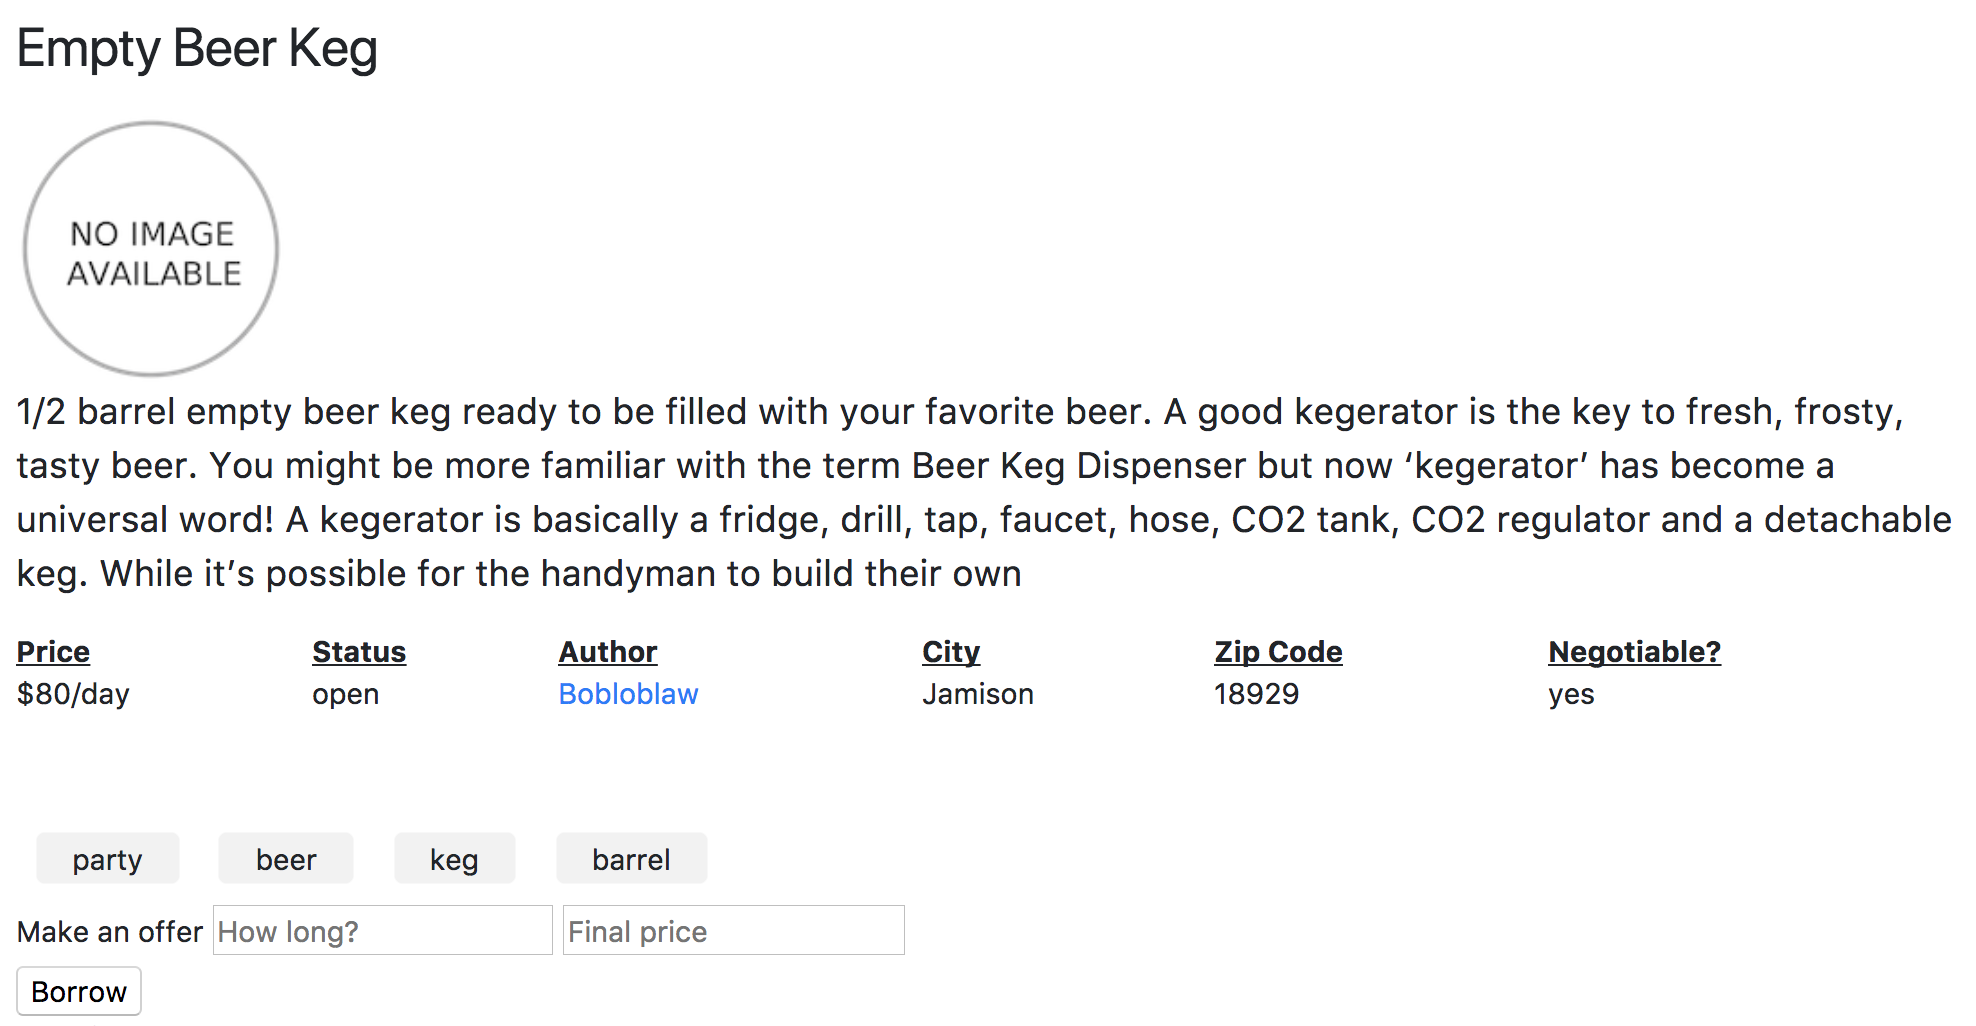 Empty Beer Keg
NO IMAGE
AVAILABLE
1/2 barrel empty beer keg ready to be filled with your favorite beer. A good kegerator is the key to fresh, frosty,
tasty beer. You might be more familiar with the term Beer Keg Dispenser but now ‘kegerator’ has become a
universal word! A kegerator is basically a fridge, drill, tap, faucet, hose, CO2 tank, CO2 regulator and a detachable
keg. While it’s possible for the handyman to build their own
Price Status Author City Zip Code Negotiable?
$80/day open Bobloblaw Jamison 18929 yes
party beer keg barrel
Make an offer How long? Final price
Borrow